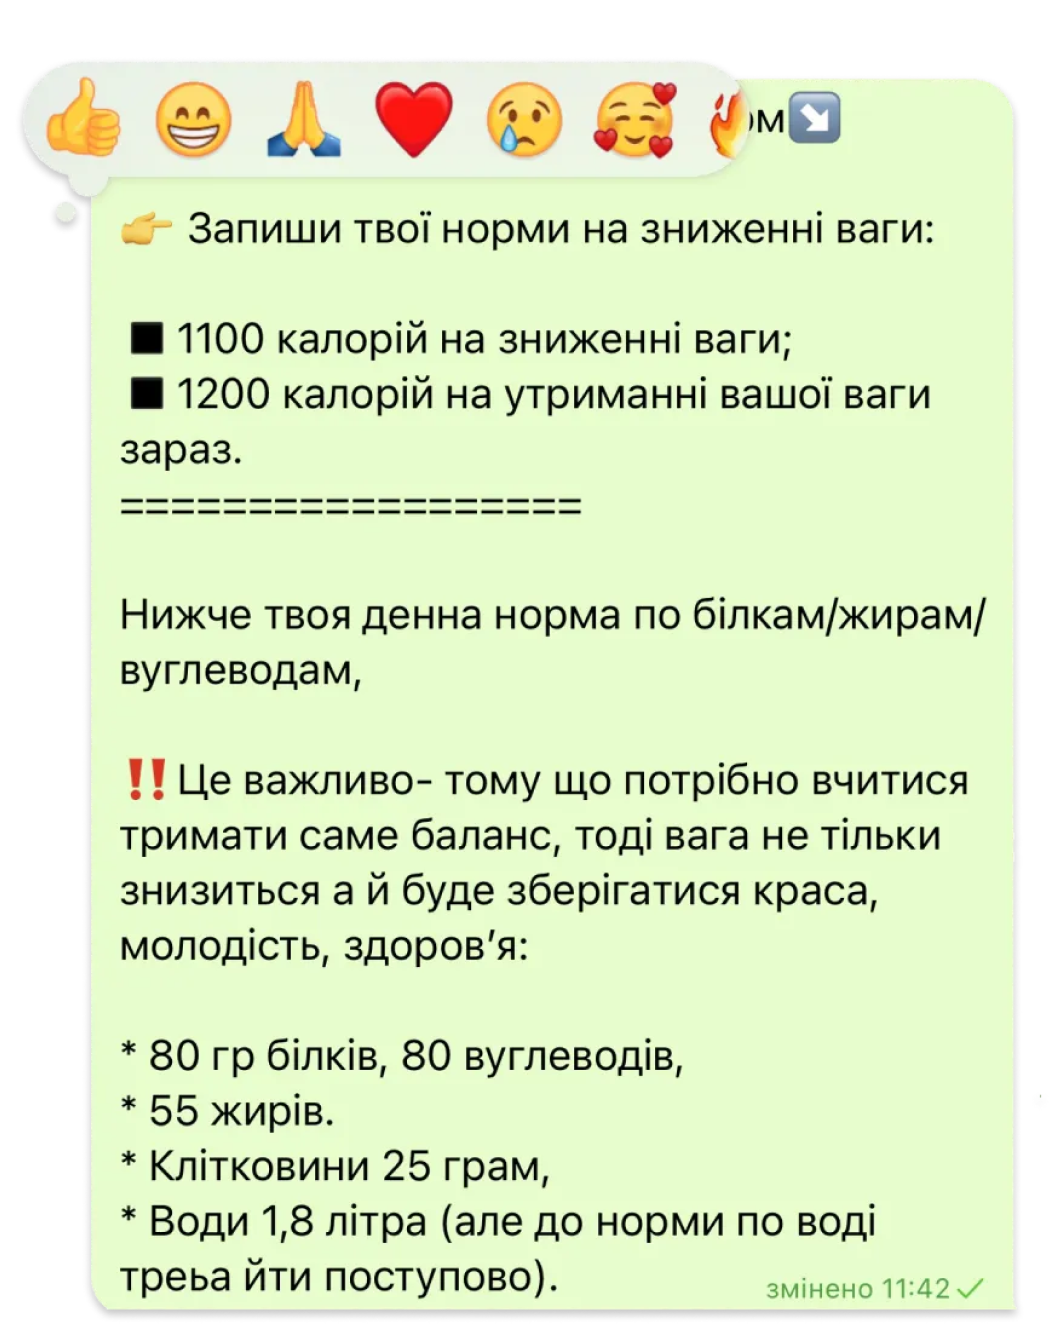 👉 Запиши твої норми на зниженні ваги:
◼️ 1100 калорій на зниженні ваги;
◼️ 1200 калорій на утриманні вашої ваги
зараз.
==================
Нижче твоя денна норма по білкам/жирам/
вуглеводам,
‼️ Це важливо- тому що потрібно вчитися
тримати саме баланс, тоді вага не тільки
знизиться а й буде зберігатися краса,
молодість, здоров’я:
* 80 гр білків, 80 вуглеводів,
* 55 жирів.
* Клітковини 25 грам,
* Води 1,8 літра (але до норми по воді
треьа йти поступово).
змінено 11:42